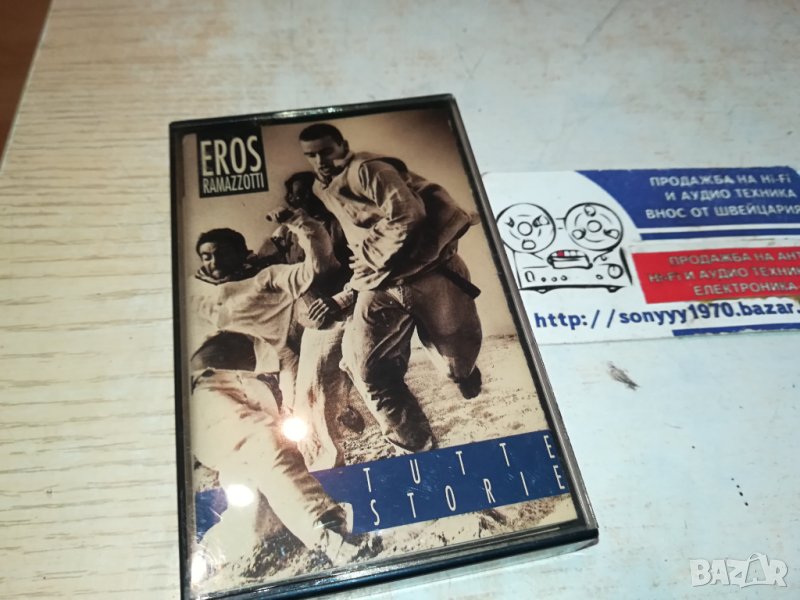 EROS
RAMAZZOTTI
TUTTE
STORIE
ПРОДАЖБА НА Hi-Fi
И АУДИО ТЕХНИКА
ВНОС ОТ ШВЕЙЦАРИЯ
ПРОДАЖБА НА АНТ
Hi-Fi И АУДИО ТЕХНИ
ЕЛЕКТРОНИКА
http://sonyyy1970.bazar.
BAZAR